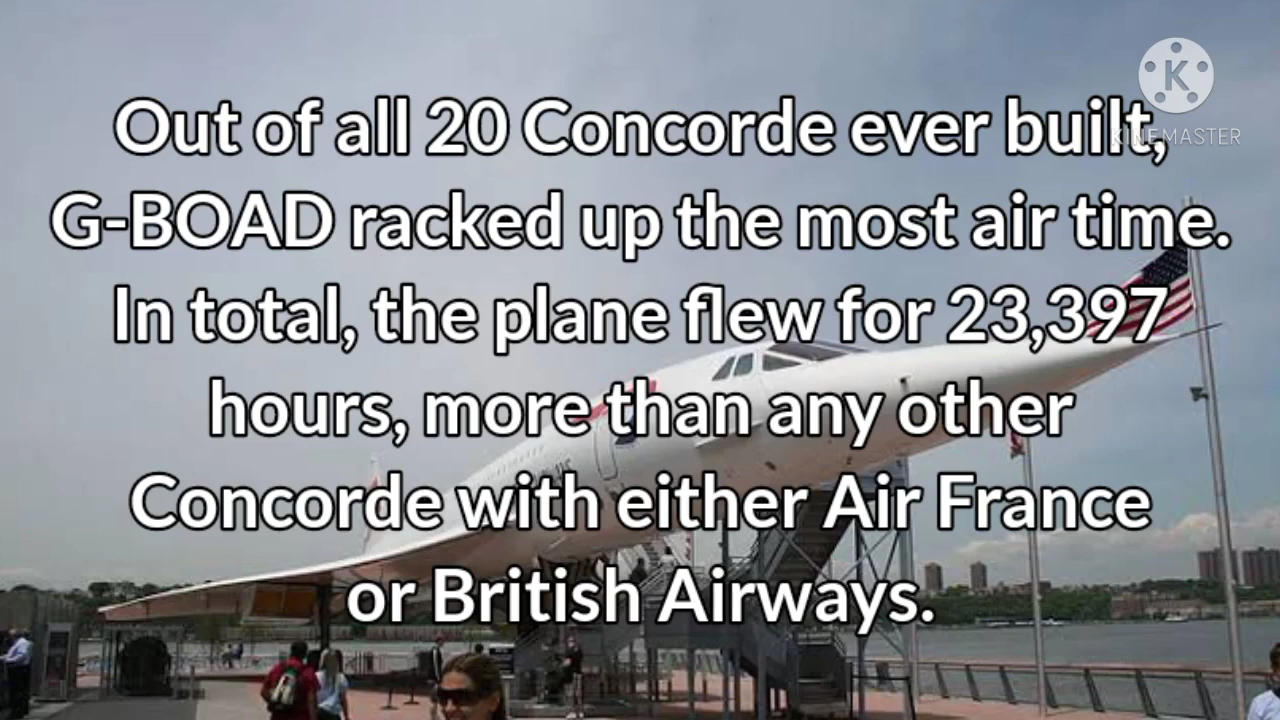 Out of all 20 Concorde ever built,
G-BOAD racked up the most air time.
In total, the plane flew for 23,397
hours, more than any other
Concorde with either Air France
or British Airways.
K
KINEMASTER